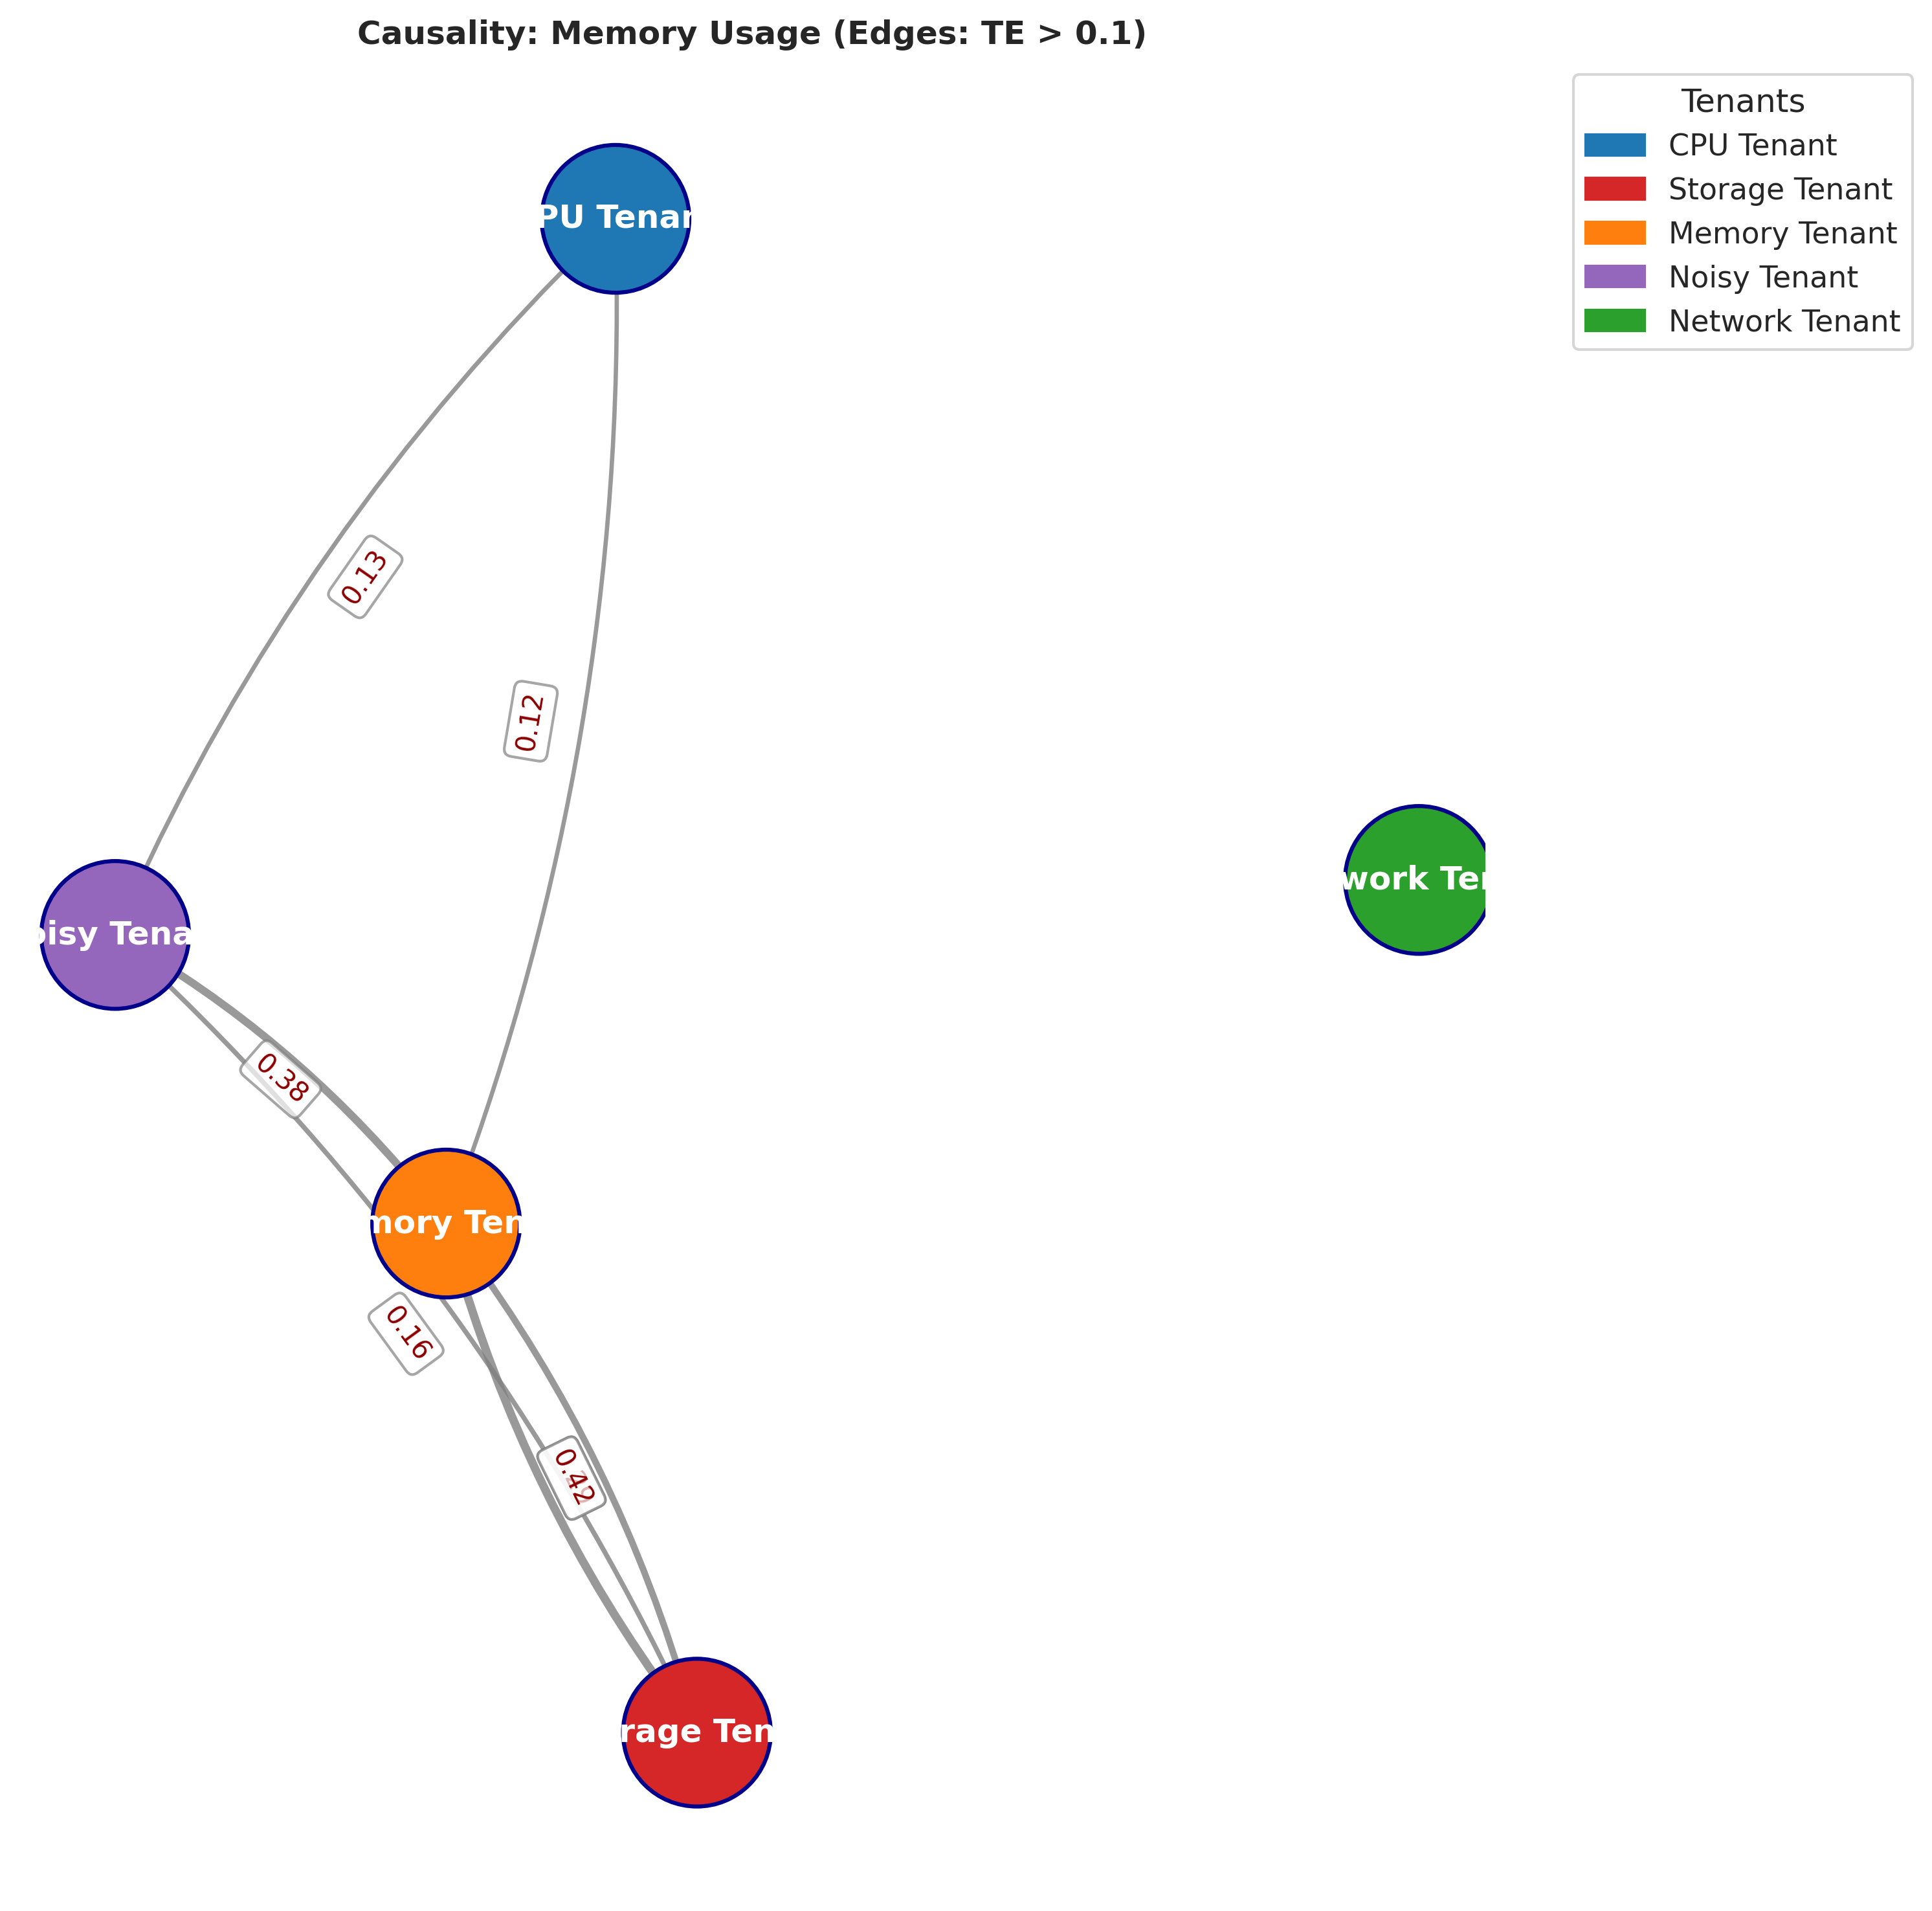 Causality: Memory Usage (Edges: TE > 0.1)
Tenants
CPU Tenant
Storage Tenant
Memory Tenant
Noisy Tenant
Network Tenant
PU Tenan
0.13
0.12
work Ten
oisy Tena
0.38
mory Ten
0.16
0.42
rage Ten